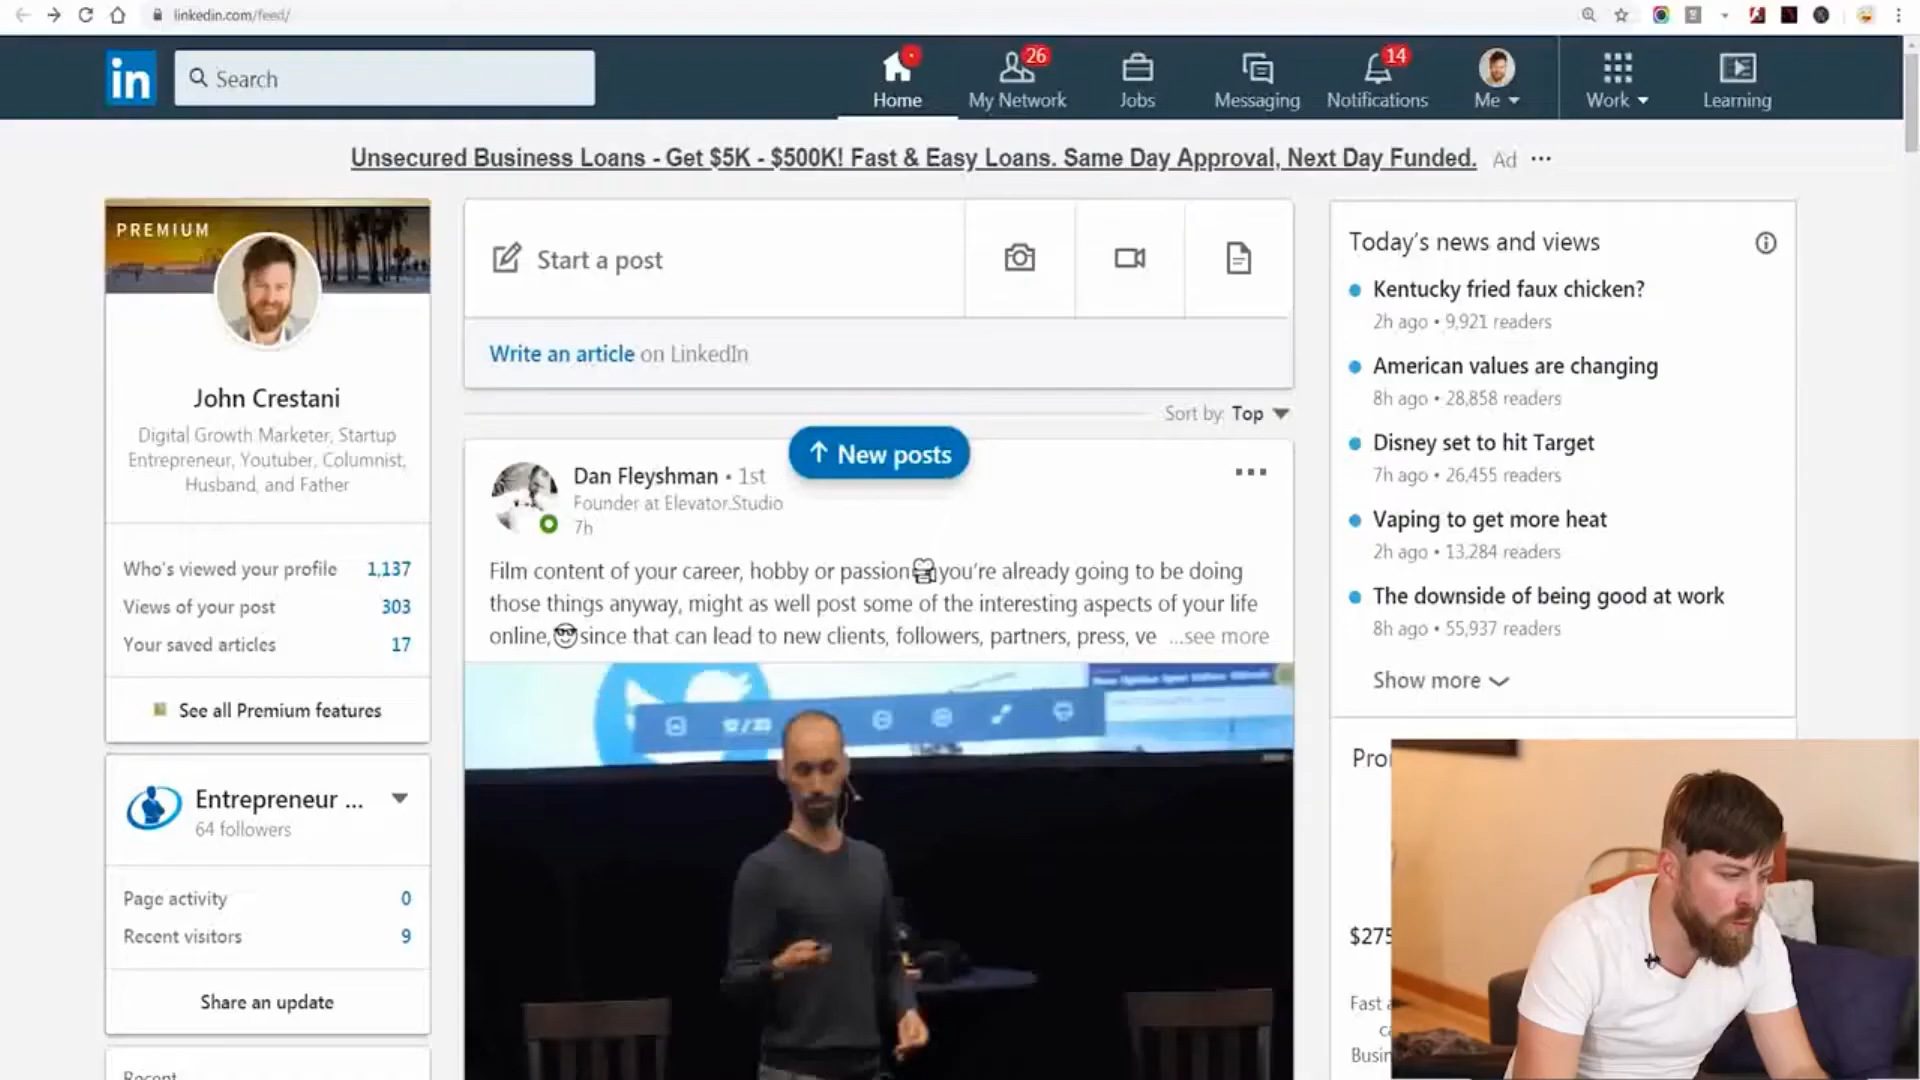 linkedin.com/feed/
in
Search
Home
26
My Network
Jobs
Messaging
14
Notifications
Me
Work
Learning
Unsecured Business Loans - Get $5K - $500K! Fast & Easy Loans. Same Day Approval, Next Day Funded.
Ad
PREMIUM
John Crestani
Digital Growth Marketer, Startup
Entrepreneur, Youtuber, Columnist,
Husband, and Father
Who's viewed your profile 1,137
Views of your post 303
Your saved articles 17
See all Premium features
Entrepreneur ...
64 followers
Page activity 0
Recent visitors 9
Share an update
Recent
Start a post
Write an article on LinkedIn
Sort by: Top
↑ New posts
Dan Fleyshman • 1st
Founder at Elevator.Studio
7h
Film content of your career, hobby or passion you're already going to be doing
those things anyway, might as well post some of the interesting aspects of your life
online, 😎 since that can lead to new clients, followers, partners, press, ve ...see more
Today's news and views
Kentucky fried faux chicken?
2h ago • 9,921 readers
American values are changing
8h ago • 28,858 readers
Disney set to hit Target
7h ago • 26,455 readers
Vaping to get more heat
2h ago • 13,284 readers
The downside of being good at work
8h ago • 55,937 readers
Show more
$275
Fast